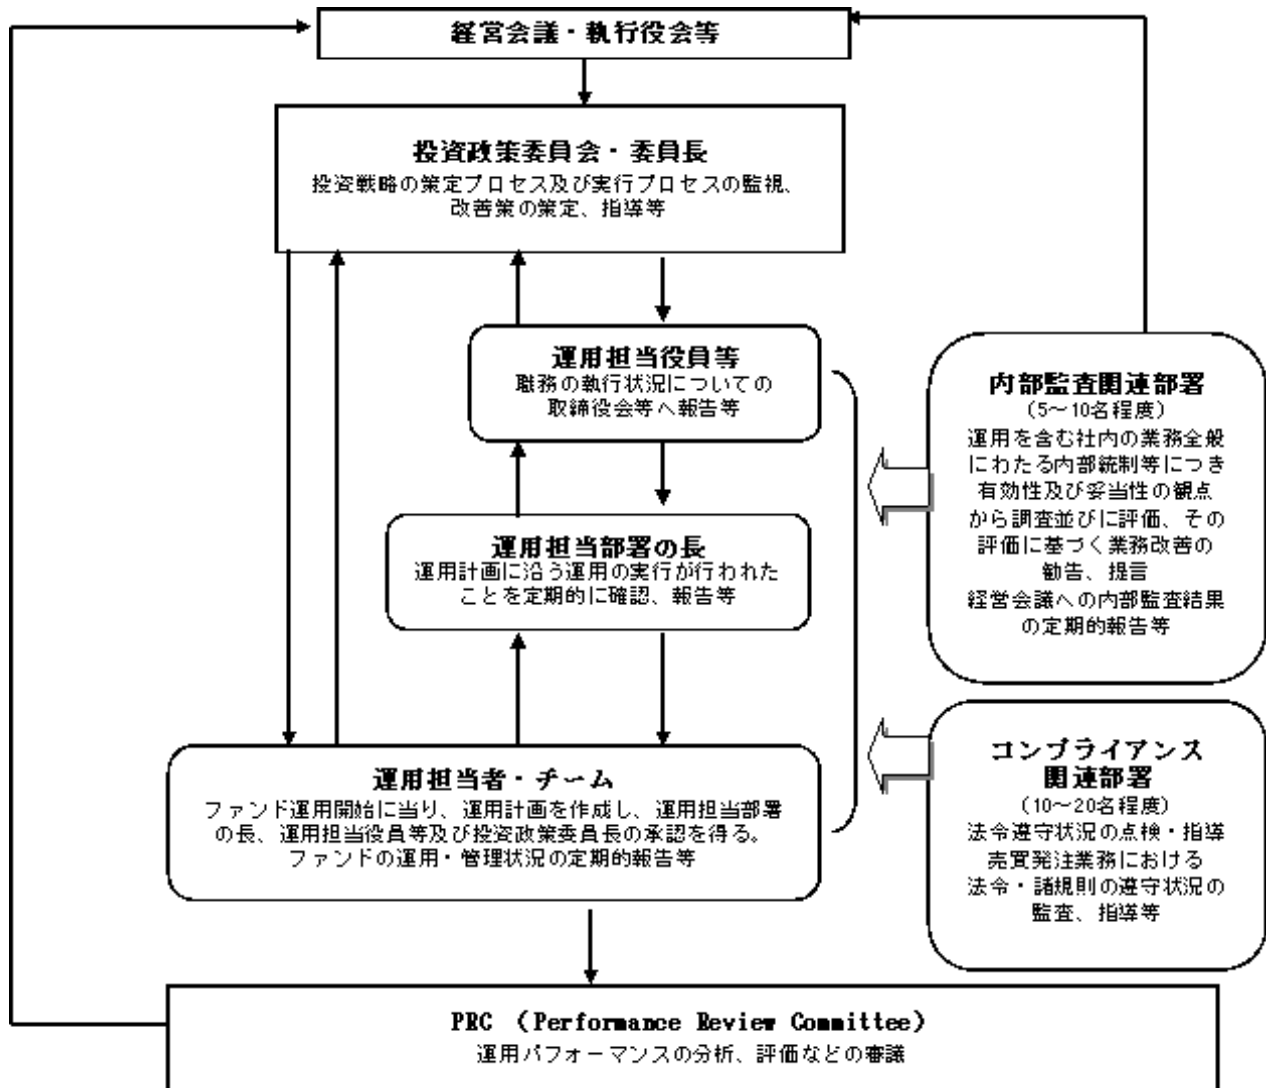 経営会議・執行役会等
投資政策委員会・委員長
投資戦略の策定プロセス及び実行プロセスの監視、
改善策の策定、指導等
運用担当役員等
職務の執行状況についての
取締役会等へ報告等
運用担当部署の長
運用計画に沿う運用の実行が行われた
ことを定期的に確認、報告等
運用担当者・チーム
ファンド運用開始に当り、運用計画を作成し、運用担当部署
の長、運用担当役員等及び投資政策委員長の承認を得る。
ファンドの運用・管理状況の定期的報告等
内部監査関連部署
(5～10名程度)
運用を含む社内の業務全般
にわたる内部統制等につき
有効性及び妥当性の観点
から調査並びに評価、その
評価に基づく業務改善の
勧告、提言
経営会議への内部監査結果
の定期的報告等
コンプライアンス
関連部署
(10～20名程度)
法令遵守状況の点検・指導
売買発注業務における
法令・諸規則の遵守状況の
監査、指導等
PRC （Performance Review Committee）
運用パフォーマンスの分析、評価などの審議